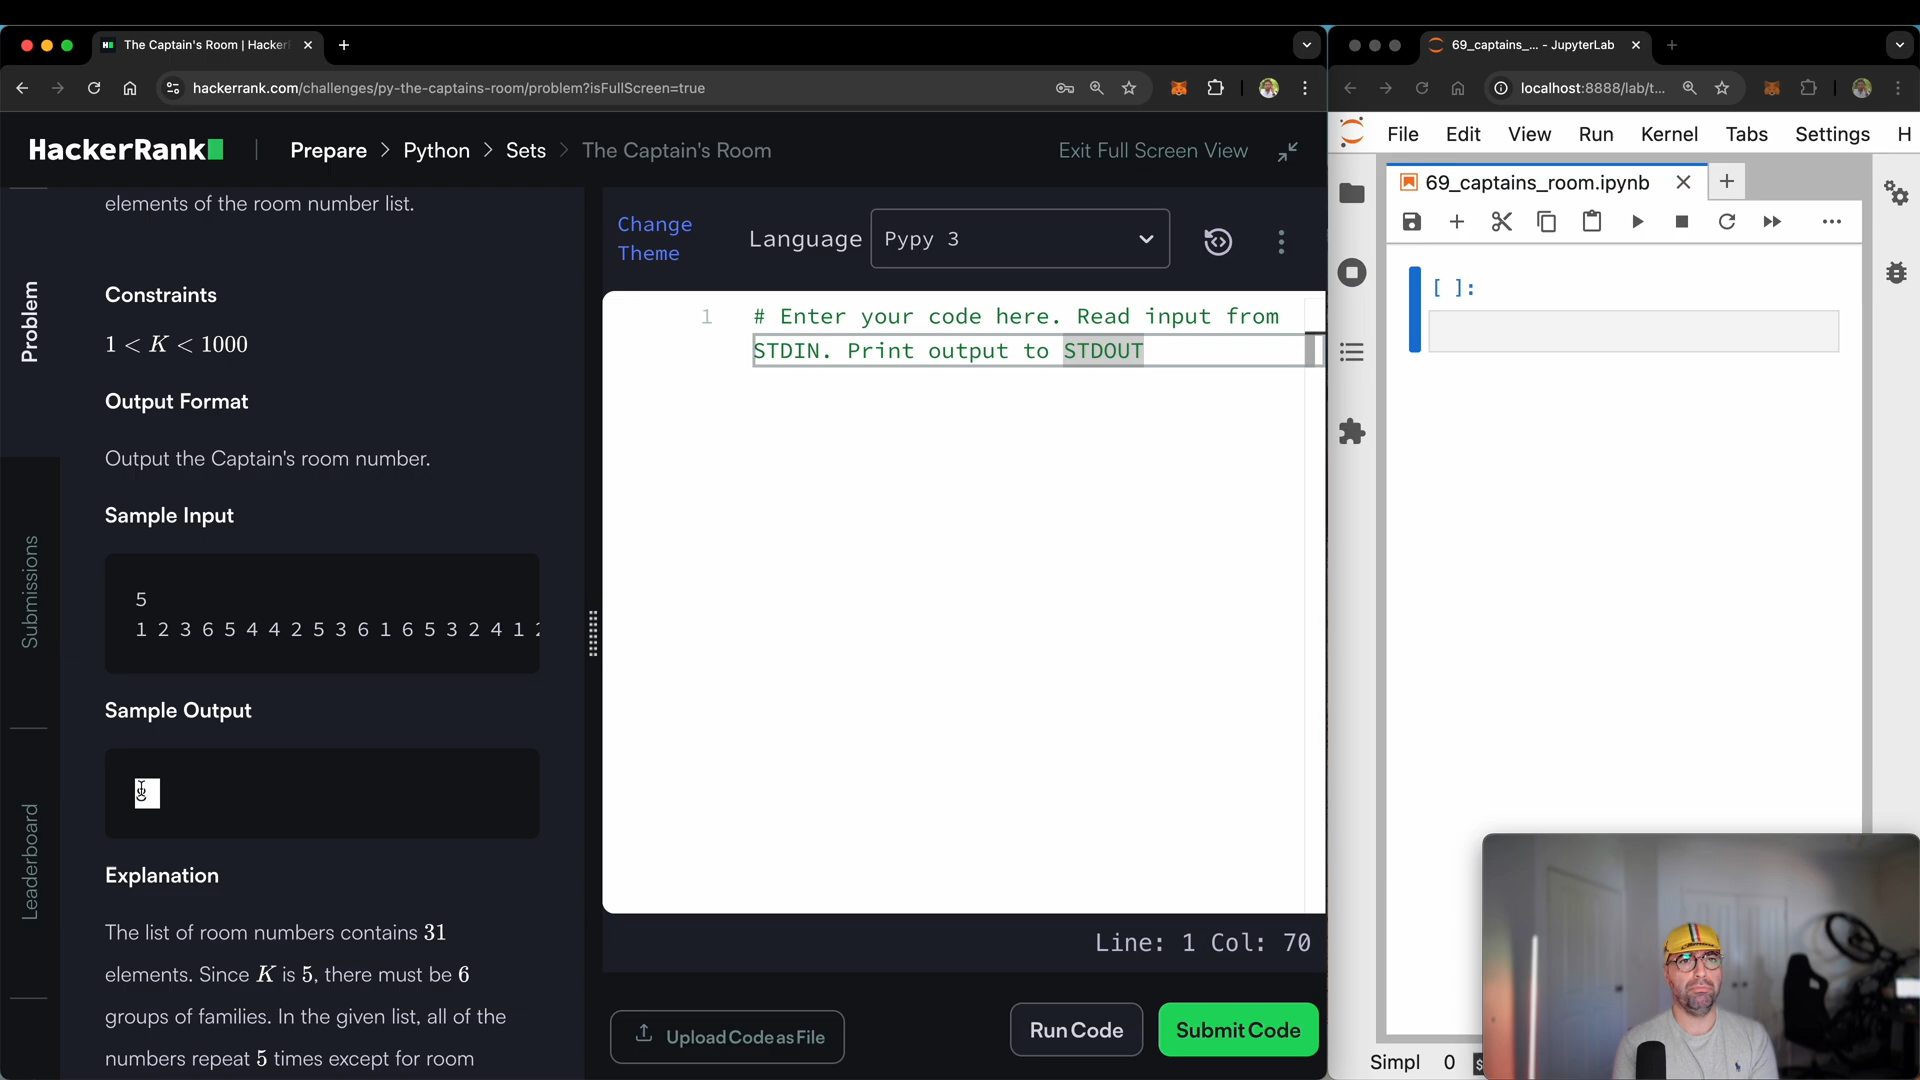 The Captain's Room | Hacker
hackerrank.com/challenges/py-the-captains-room/problem?isFullScreen=true
HackerRank
Prepare > Python > Sets > The Captain's Room
Exit Full Screen View
Problem
Submissions
Leaderboard
elements of the room number list.
Constraints
1 < K < 1000
Output Format
Output the Captain's room number.
Sample Input
5
1 2 3 6 5 4 4 2 5 3 6 1 6 5 3 2 4 1 2
Sample Output
8
Explanation
The list of room numbers contains 31
elements. Since K is 5, there must be 6
groups of families. In the given list, all of the
numbers repeat 5 times except for room
Change
Theme
Language
Pypy 3
1
# Enter your code here. Read input from
STDIN. Print output to STDOUT
Line: 1 Col: 70
Upload Code as File
Run Code
Submit Code
69_captains_... - JupyterLab
localhost:8888/lab/t...
File Edit View Run Kernel Tabs Settings H
69_captains_room.ipynb
[ ]:
Simpl 0